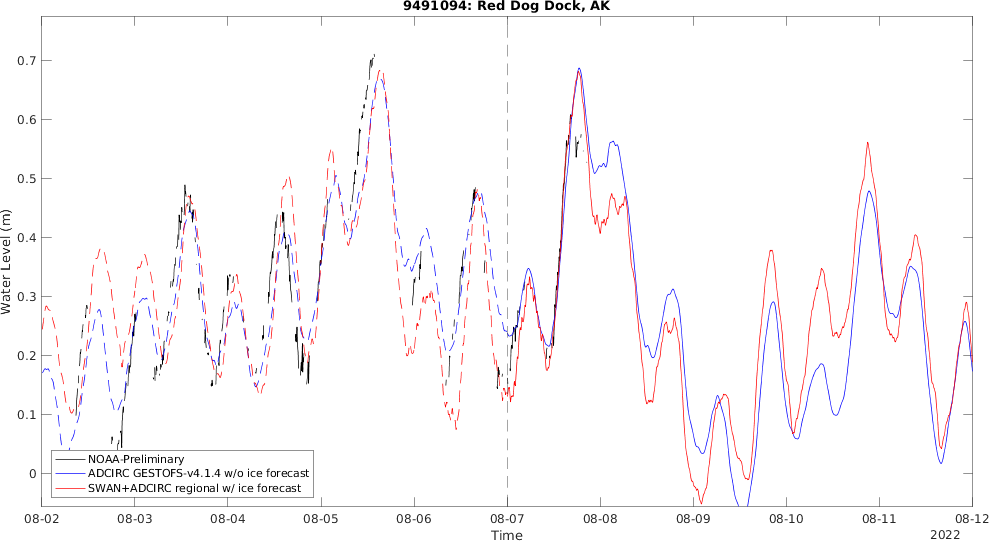 9491094: Red Dog Dock, AK
Water Level (m)
0.7
0.6
0.5
0.4
0.3
0.2
0.1
0
NOAA-Preliminary
ADCIRC GESTOFS-v4.1.4 w/o ice forecast
SWAN+ADCIRC regional w/ ice forecast
08-02 08-03 08-04 08-05 08-06 08-07 08-08 08-09 08-10 08-11 08-12
Time
2022